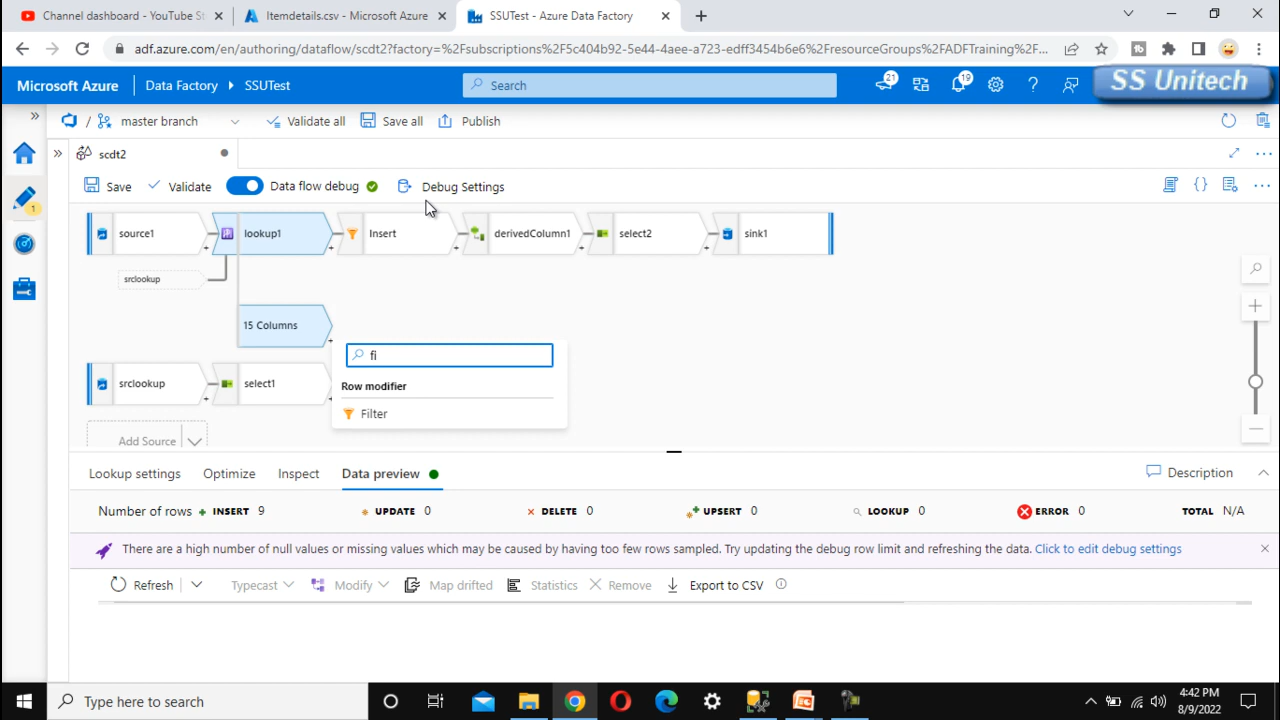 Channel dashboard - YouTube St
Itemdetails.csv - Microsoft Azure
SSUTest - Azure Data Factory
adf.azure.com/en/authoring/dataflow/scdt2?factory=%2Fsubscriptions%2F5c404b92-5e44-4aee-a723-edff3454b6e6%2FresourceGroups%2FADFTraining%2F...
Microsoft Azure
Data Factory
SSUTest
Search
21
19
SS Unitech
master branch
Validate all
Save all
Publish
scdt2
Save
Validate
Data flow debug
Debug Settings
source1
lookup1
Insert
derivedColumn1
select2
sink1
srclookup
15 Columns
fi
Row modifier
Filter
srclookup
select1
Add Source
Lookup settings
Optimize
Inspect
Data preview
Description
Number of rows
INSERT 9
UPDATE 0
DELETE 0
UPSERT 0
LOOKUP 0
ERROR 0
TOTAL N/A
There are a high number of null values or missing values which may be caused by having too few rows sampled. Try updating the debug row limit and refreshing the data. Click to edit debug settings
Refresh
Typecast
Modify
Map drifted
Statistics
Remove
Export to CSV
Type here to search
4:42 PM
8/9/2022